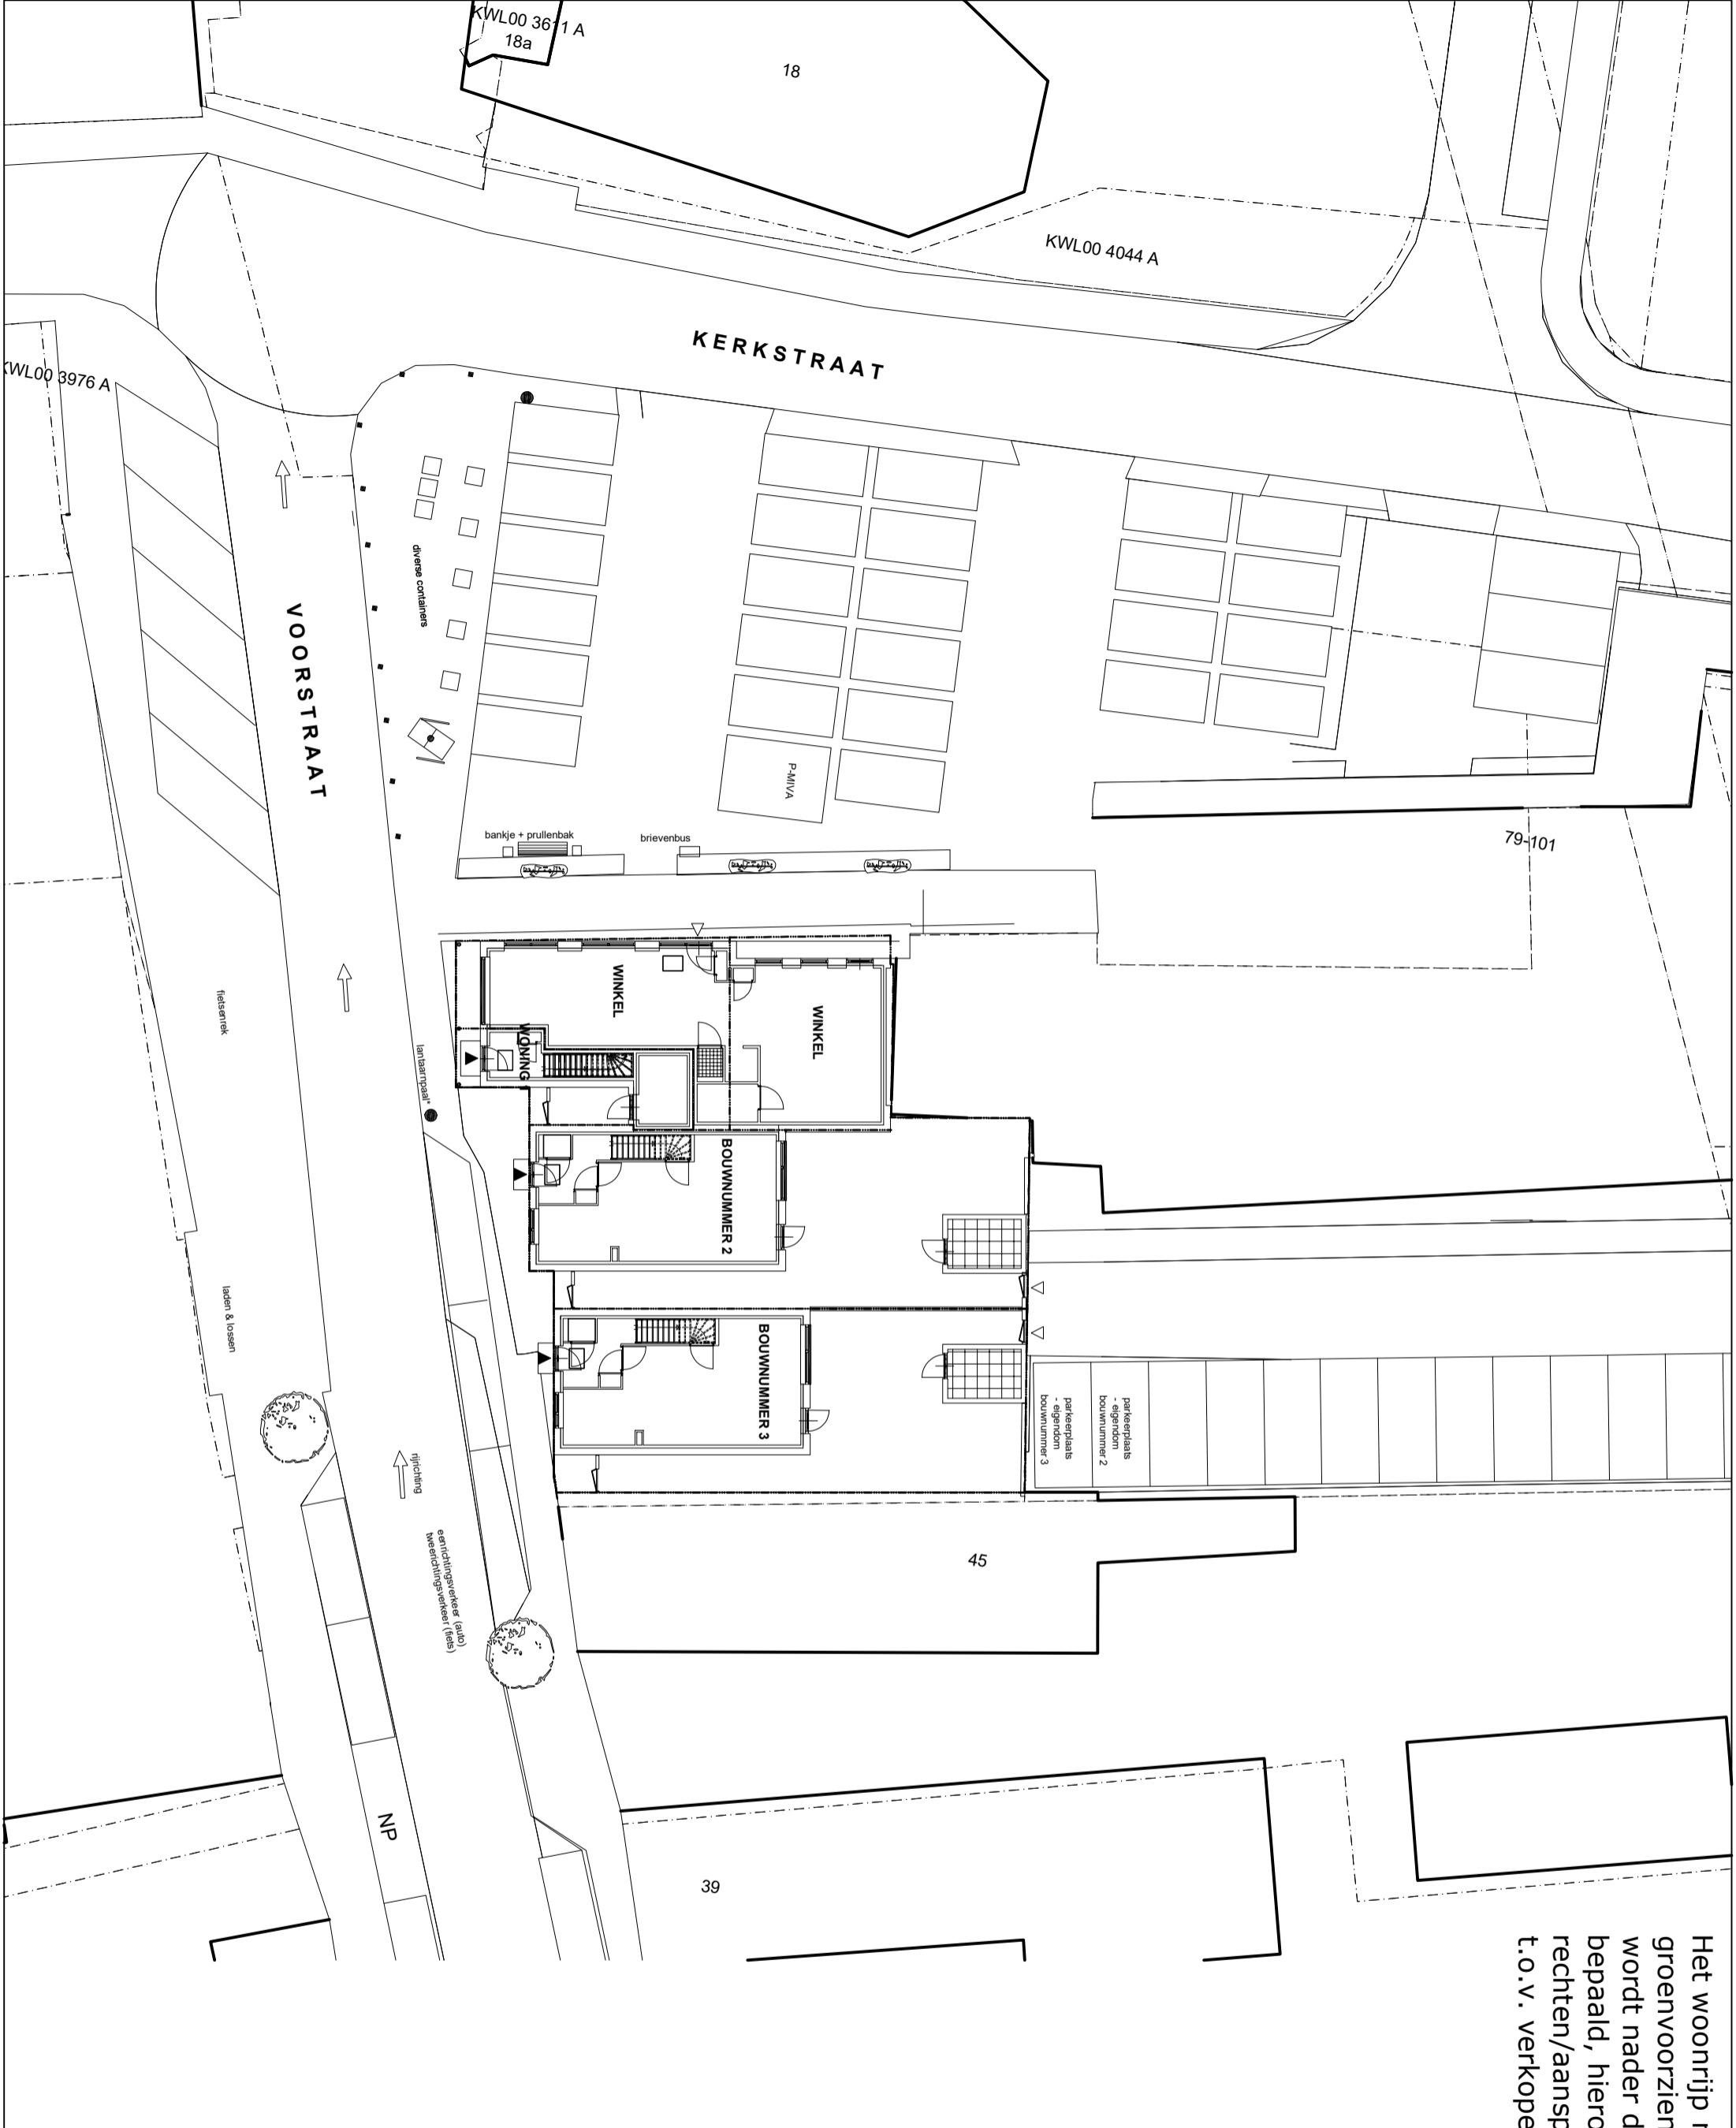 KWL00 3611 A
18a
18
KWL00 4044 A
KERKSTRAAT
KWL00 3976 A
VOORSTRAAT
diverse containers
P-MIVA
79-101
bankje + prullenbak
brievenbus
fietsenrek
WINKEL
WINKEL
WONING 1
lantaarnpaal*
BOUWNUMMER 2
BOUWNUMMER 3
laden & lossen
parkeerplaats
- eigendom
bouwnummer 2
parkeerplaats
- eigendom
bouwnummer 3
rijrichting
eenrichtingsverkeer (auto)
tweerichtingsverkeer (fiets)
45
NP
39
Het woonrijp
groenvoorzien
wordt nader
bepaald,
rechten/aansp
t.o.v. verkope